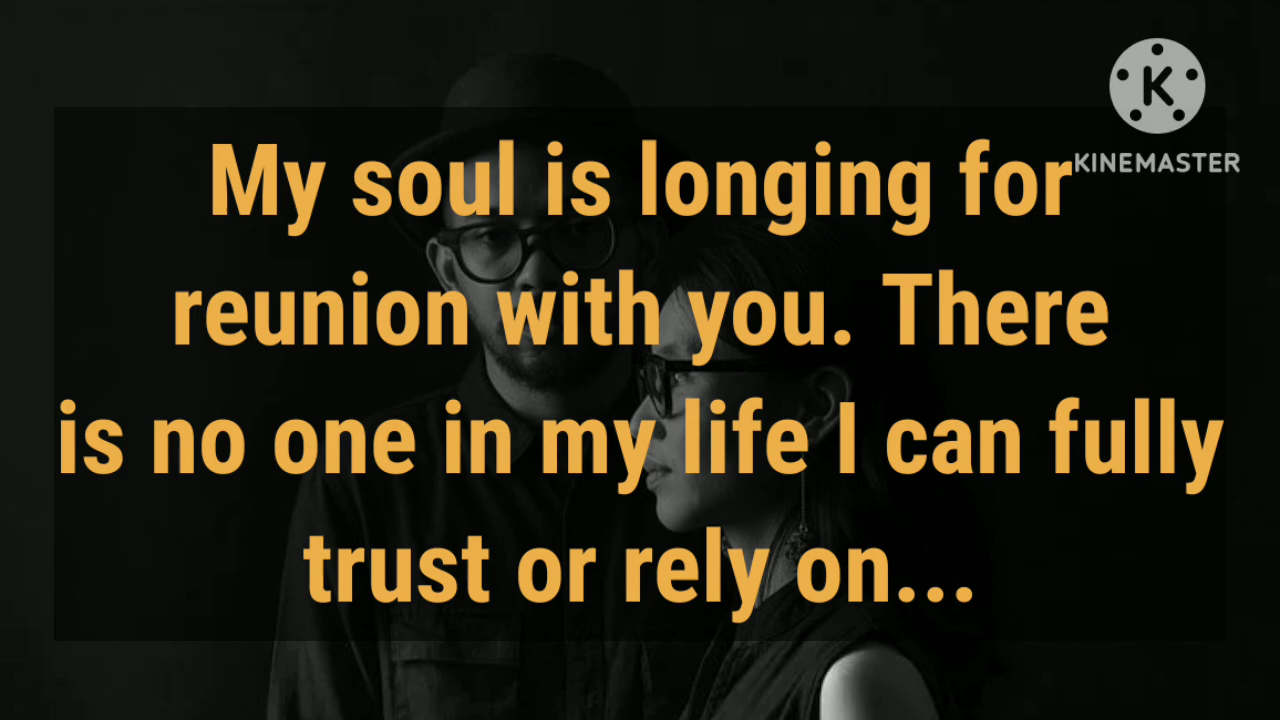 My soul is longing for
KINEMASTER
reunion with you. There
is no one in my life I can fully
trust or rely on...